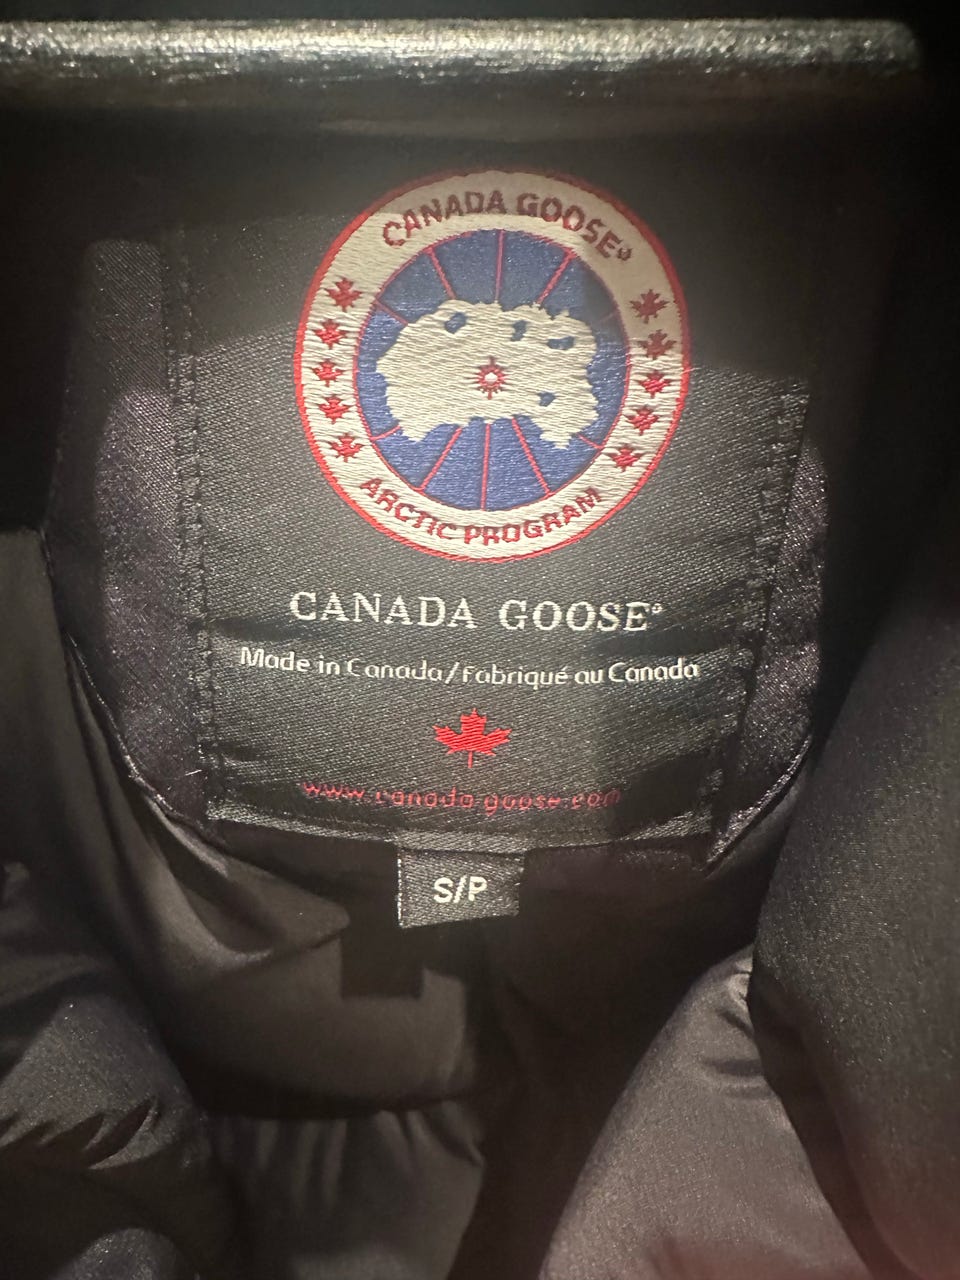 CANADA GOOSE®
ARCTIC PROGRAM
CANADA GOOSE®
Made in Canada/Fabriqué au Canada
www.canada-goose.com
S/P